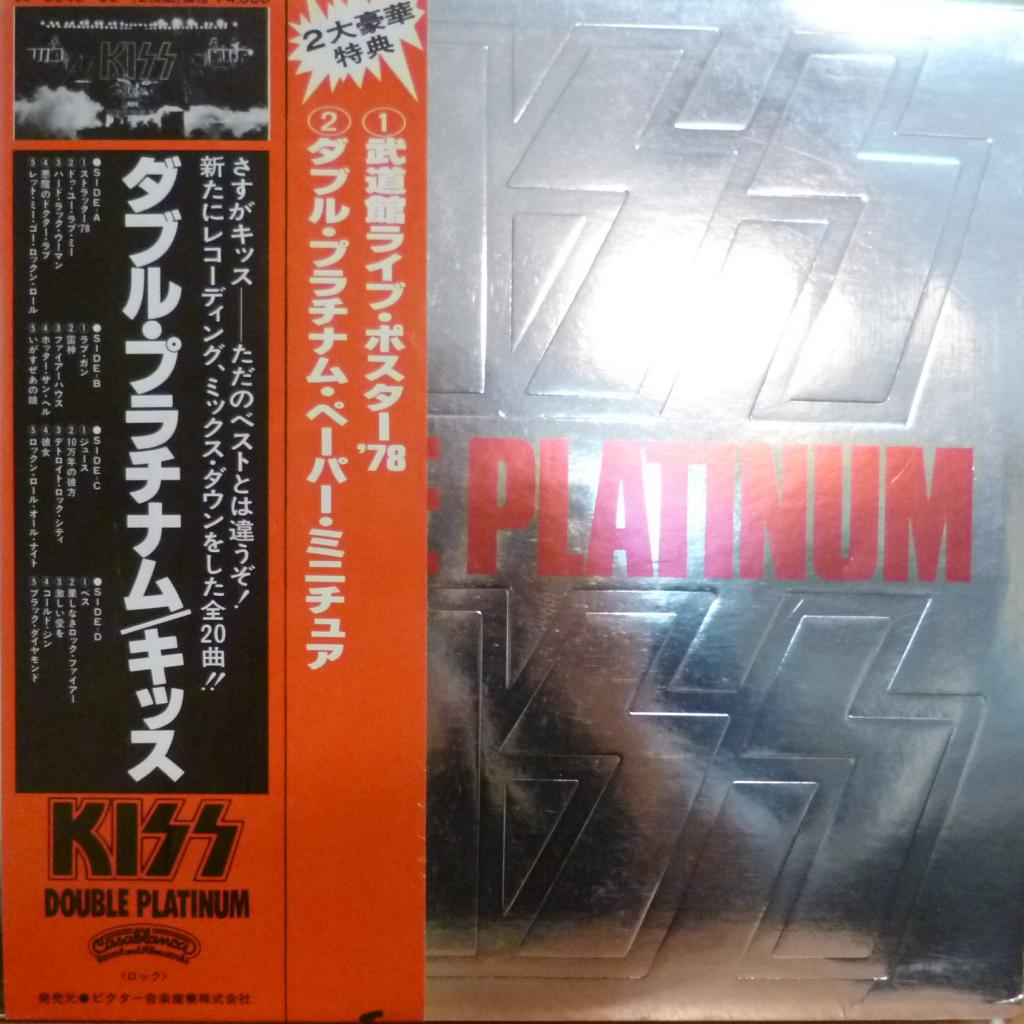 KISS
2大豪華
特典
①武道館ライブ・ポスター'78
②ダブル・プラチナム・ペーパー・ミニチュア
さすがキッス——ただのベストとは違うぞ!
新たにレコーディング、ミックス・ダウンをした全20曲!!
ダブル・プラチナム/キッス
●SIDE-A
①ストラッター'78
②ドゥ・ユー・ラブ・ミー
③ハード・ラック・ウーマン
④悪魔のドクター・ラブ
⑤レット・ミー・ゴー・ロックン・ロール
●SIDE-B
①ラブ・ガン
②雷神
③ファイアーハウス
④ホッター・ザン・ヘル
⑤いかすぜあの娘
●SIDE-C
①ジュース
②10万年の彼方
③デトロイト・ロック・シティ
④彼女
⑤ロックン・ロール・オール・ナイト
●SIDE-D
①ベス
②果しなきロック・ファイアー
③激しい愛を
④コールド・ジン
⑤ブラック・ダイヤモンド
KISS
DOUBLE PLATINUM
Casablanca
Record and Filmworks
〈ロック〉
発売元●ビクター音楽産業株式会社
E PLATINUM